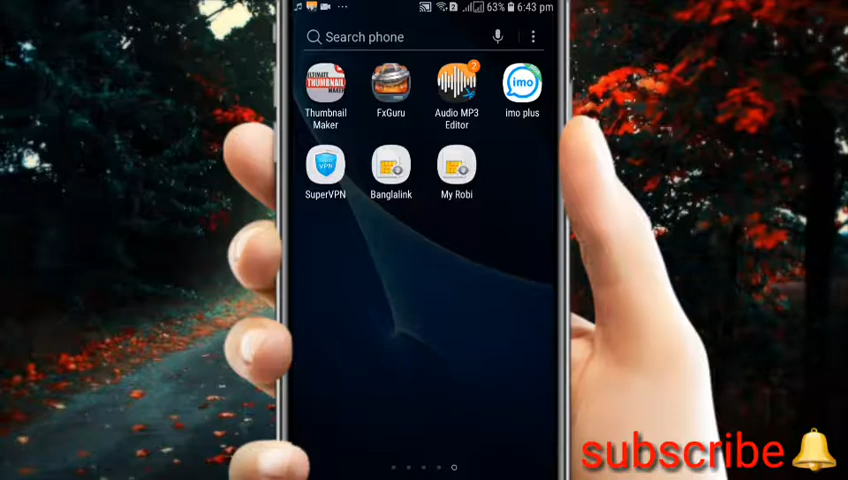 63% 6:43 pm
Search phone
ULTIMATE
THUMBNAIL
MAKER
2
imo
Thumbnail
Maker
FxGuru
Audio MP3
Editor
imo plus
VPN
SuperVPN
Banglalink
My Robi
subscribe